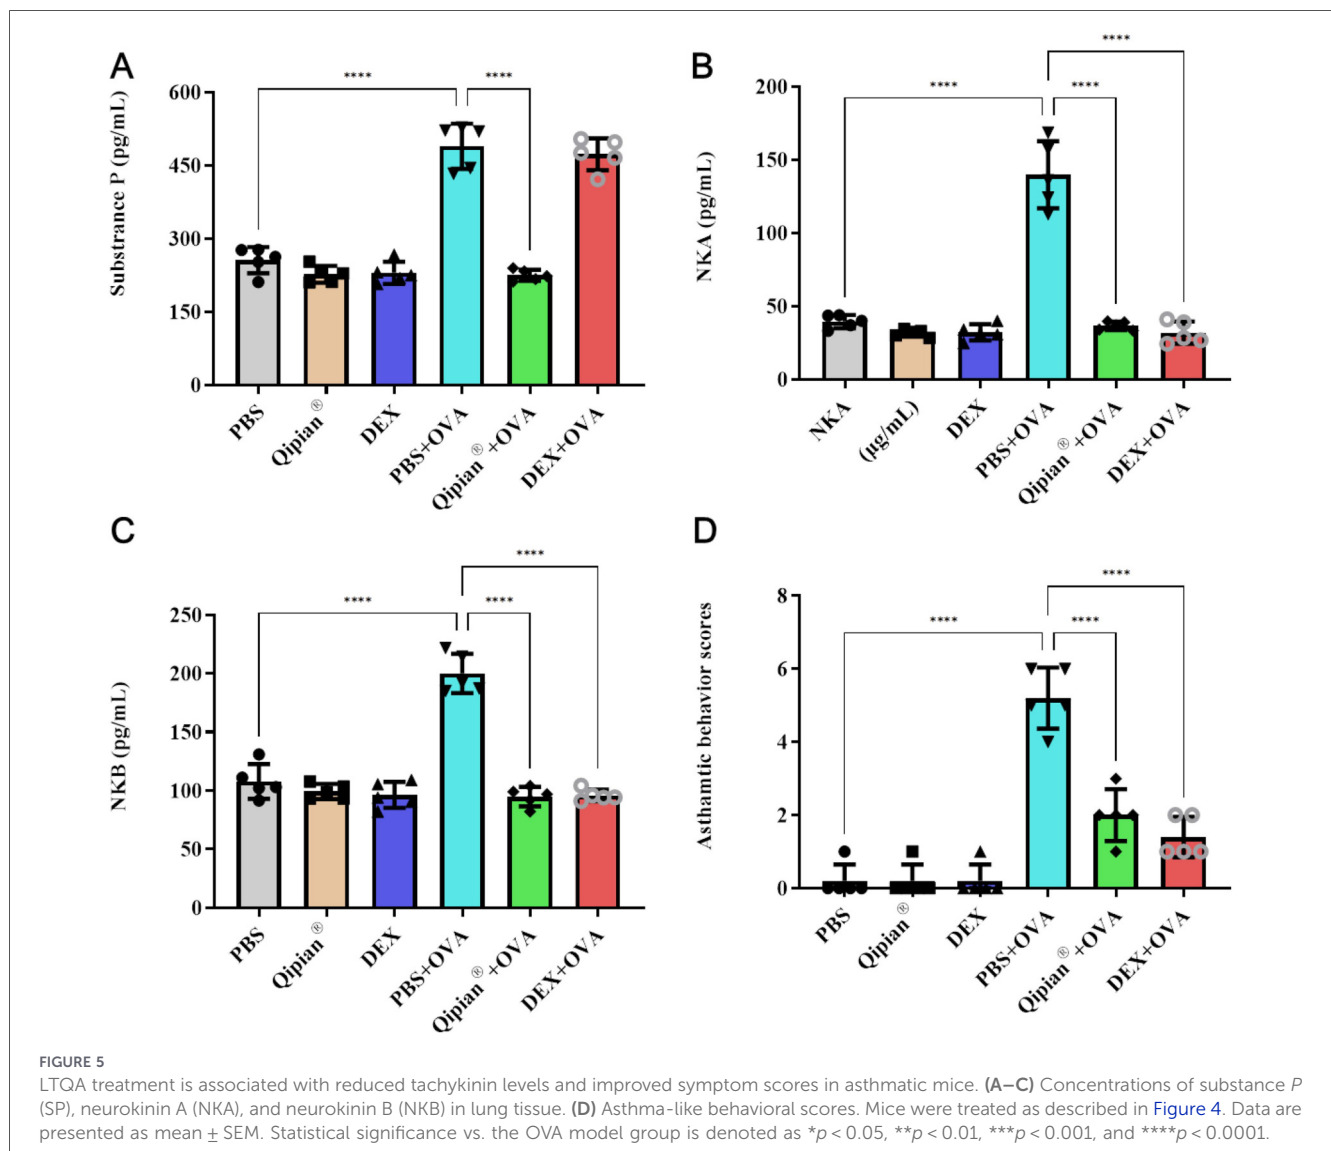 A
Substrance P (pg/mL)
600
450
300
150
0
****
****
PBS
Qipian®
DEX
PBS+OVA
Qipian®+OVA
DEX+OVA
B
NKA (pg/mL)
200
150
100
50
0
****
****
****
NKA
(μg/mL)
DEX
PBS+OVA
Qipian®+OVA
DEX+OVA
C
NKB (pg/mL)
250
200
150
100
50
0
****
****
****
PBS
Qipian®
DEX
PBS+OVA
Qipian®+OVA
DEX+OVA
D
Asthamtic behavior scores
8
6
4
2
0
****
****
****
PBS
Qipian®
DEX
PBS+OVA
Qipian®+OVA
DEX+OVA
FIGURE 5
LTQA treatment is associated with reduced tachykinin levels and improved symptom scores in asthmatic mice. (A–C) Concentrations of substance P
(SP), neurokinin A (NKA), and neurokinin B (NKB) in lung tissue. (D) Asthma-like behavioral scores. Mice were treated as described in Figure 4. Data are
presented as mean ± SEM. Statistical significance vs. the OVA model group is denoted as *p < 0.05, **p < 0.01, ***p < 0.001, and ****p < 0.0001.